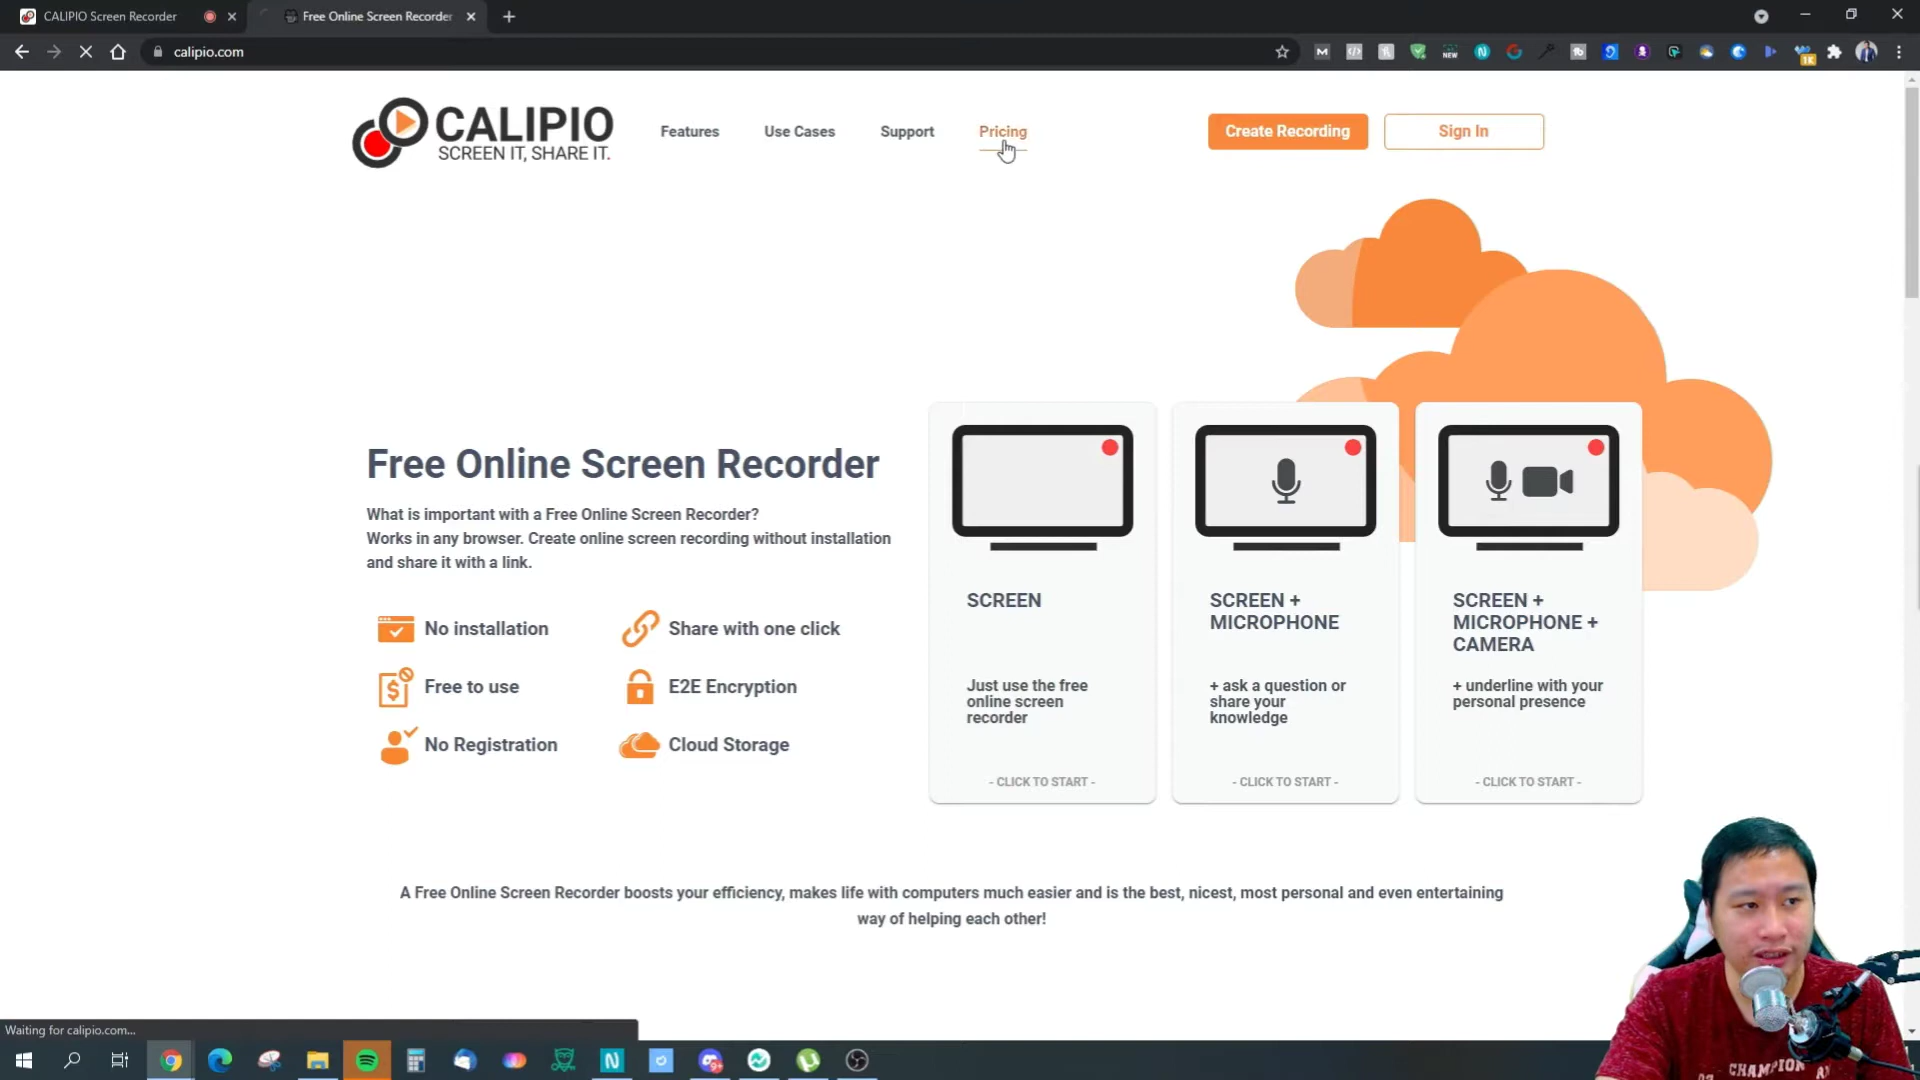 CALIPIO Screen Recorder
Free Online Screen Recorder
calipio.com
NEW
1K
CALIPIO
SCREEN IT, SHARE IT.
Features
Use Cases
Support
Pricing
Create Recording
Sign In
Free Online Screen Recorder
What is important with a Free Online Screen Recorder?
Works in any browser. Create online screen recording without installation
and share it with a link.
No installation
Share with one click
Free to use
E2E Encryption
No Registration
Cloud Storage
SCREEN
Just use the free
online screen
recorder
- CLICK TO START -
SCREEN +
MICROPHONE
+ ask a question or
share your
knowledge
- CLICK TO START -
SCREEN +
MICROPHONE +
CAMERA
+ underline with your
personal presence
- CLICK TO START -
A Free Online Screen Recorder boosts your efficiency, makes life with computers much easier and is the best, nicest, most personal and even entertaining
way of helping each other!
Waiting for calipio.com...
CHAMPION